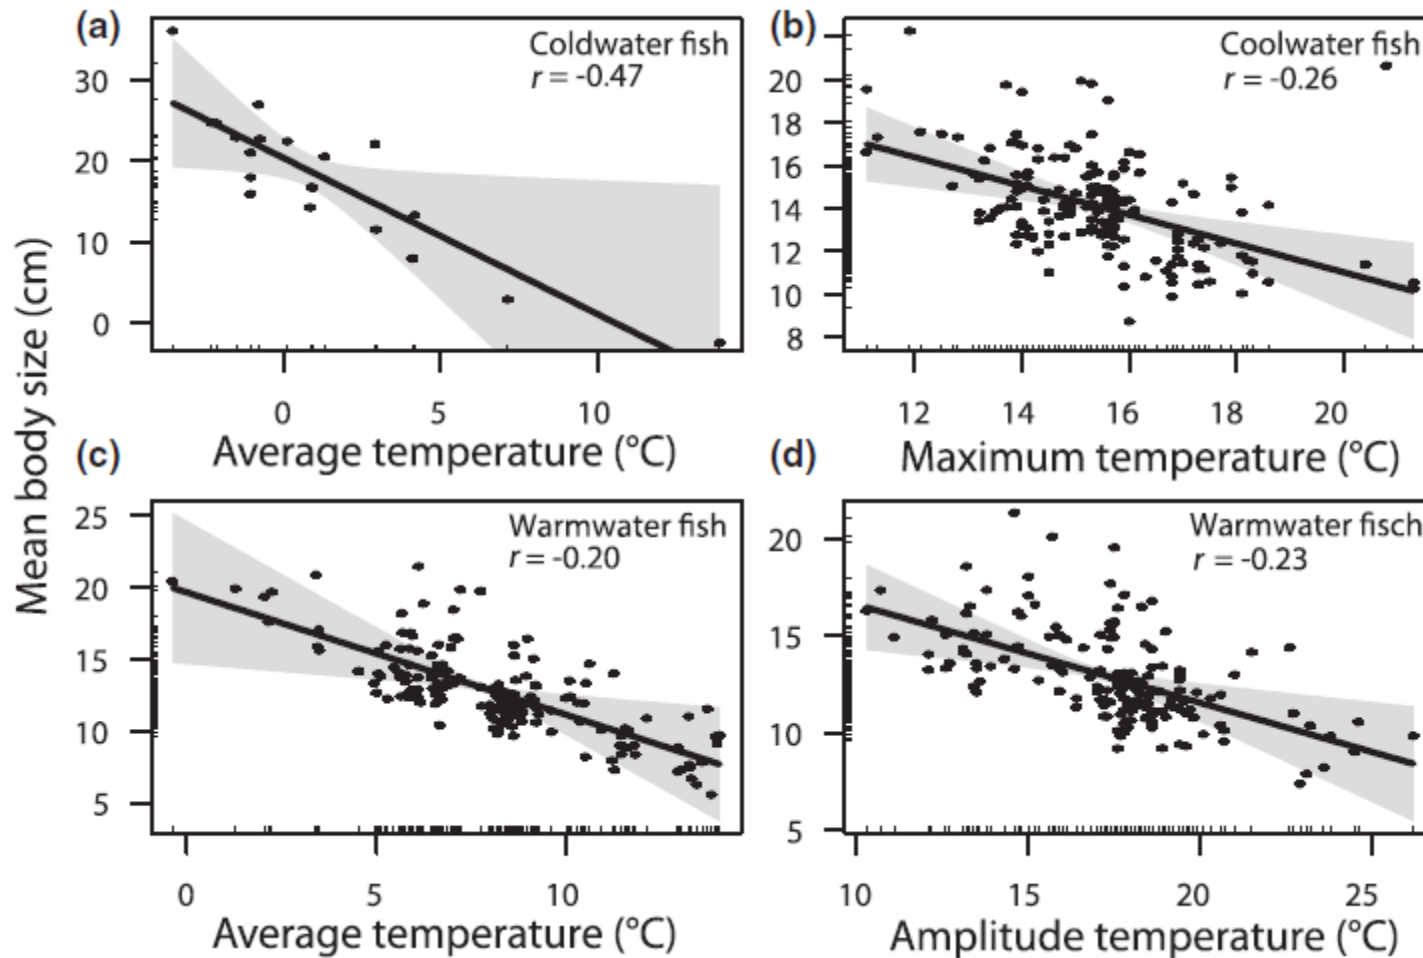 (a)
Coldwater fish
r = -0.47
30
20
10
0
0 5 10
Average temperature (°C)
(b)
Coolwater fish
r = -0.26
20
18
16
14
12
10
8
12 14 16 18 20
Maximum temperature (°C)
Mean body size (cm)
(c)
Warmwater fish
r = -0.20
25
20
15
10
5
0 5 10
Average temperature (°C)
(d)
Warmwater fisch
r = -0.23
20
15
10
5
10 15 20 25
Amplitude temperature (°C)